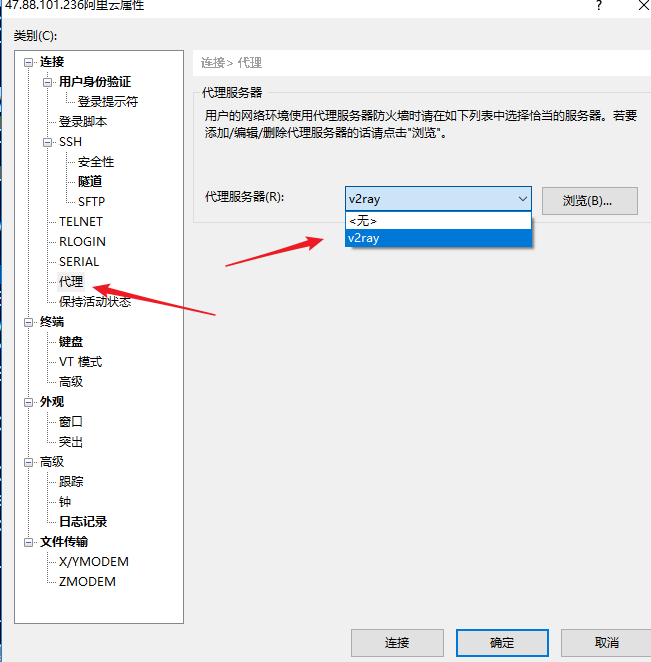 47.88.101.236阿里云属性
?
类别(C):
连接
用户身份验证
登录提示符
登录脚本
SSH
安全性
隧道
SFTP
TELNET
RLOGIN
SERIAL
代理
保持活动状态
终端
键盘
VT 模式
高级
外观
窗口
突出
高级
跟踪
钟
日志记录
文件传输
X/YMODEM
ZMODEM
连接> 代理
代理服务器
用户的网络环境使用代理服务器防火墙时请在如下列表中选择恰当的服务器。若要
添加/编辑/删除代理服务器的话请点击"浏览"。
代理服务器(R):
v2ray
浏览(B)...
<无>
v2ray
连接
确定
取消